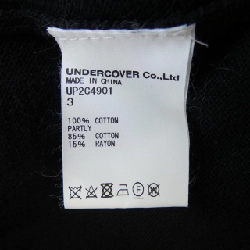 UNDERCOVER Co.,Ltd
MADE IN CHINA
UP2C4901
3
100% COTTON
PARTLY
85% COTTON
15% RAYON